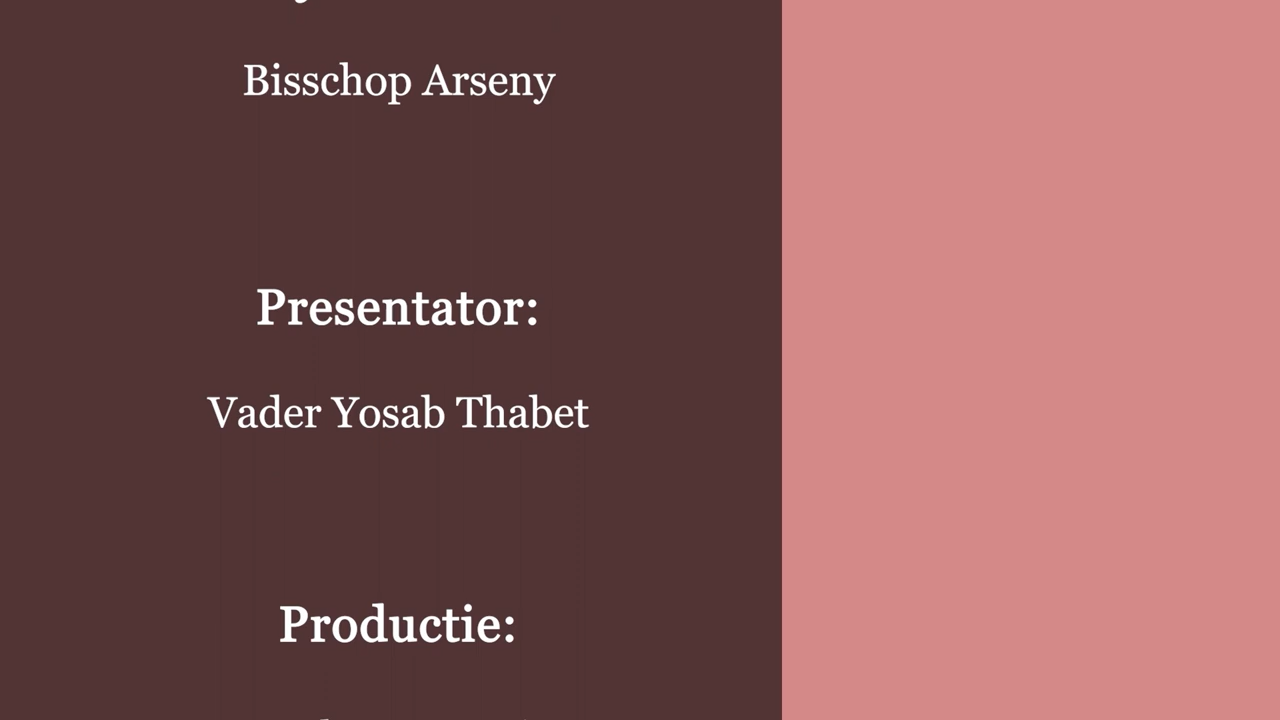 Bisschop Arseny
Presentator:
Vader Yosab Thabet
Productie: